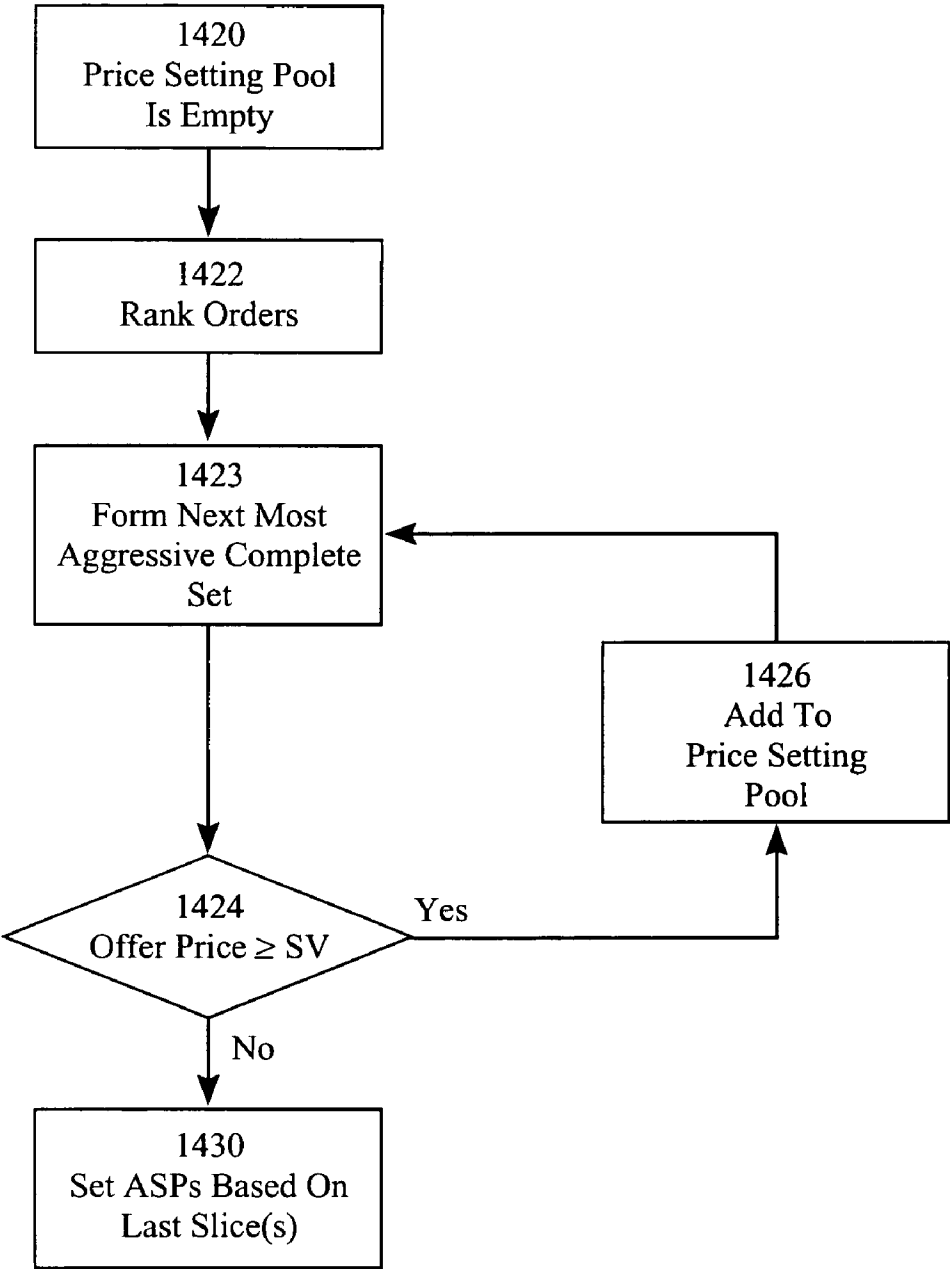 1420
Price Setting Pool
Is Empty
1422
Rank Orders
1423
Form Next Most
Aggressive Complete
Set
1426
Add To
Price Setting
Pool
1424
Offer Price ≥ SV
Yes
No
1430
Set ASPs Based On
Last Slice(s)